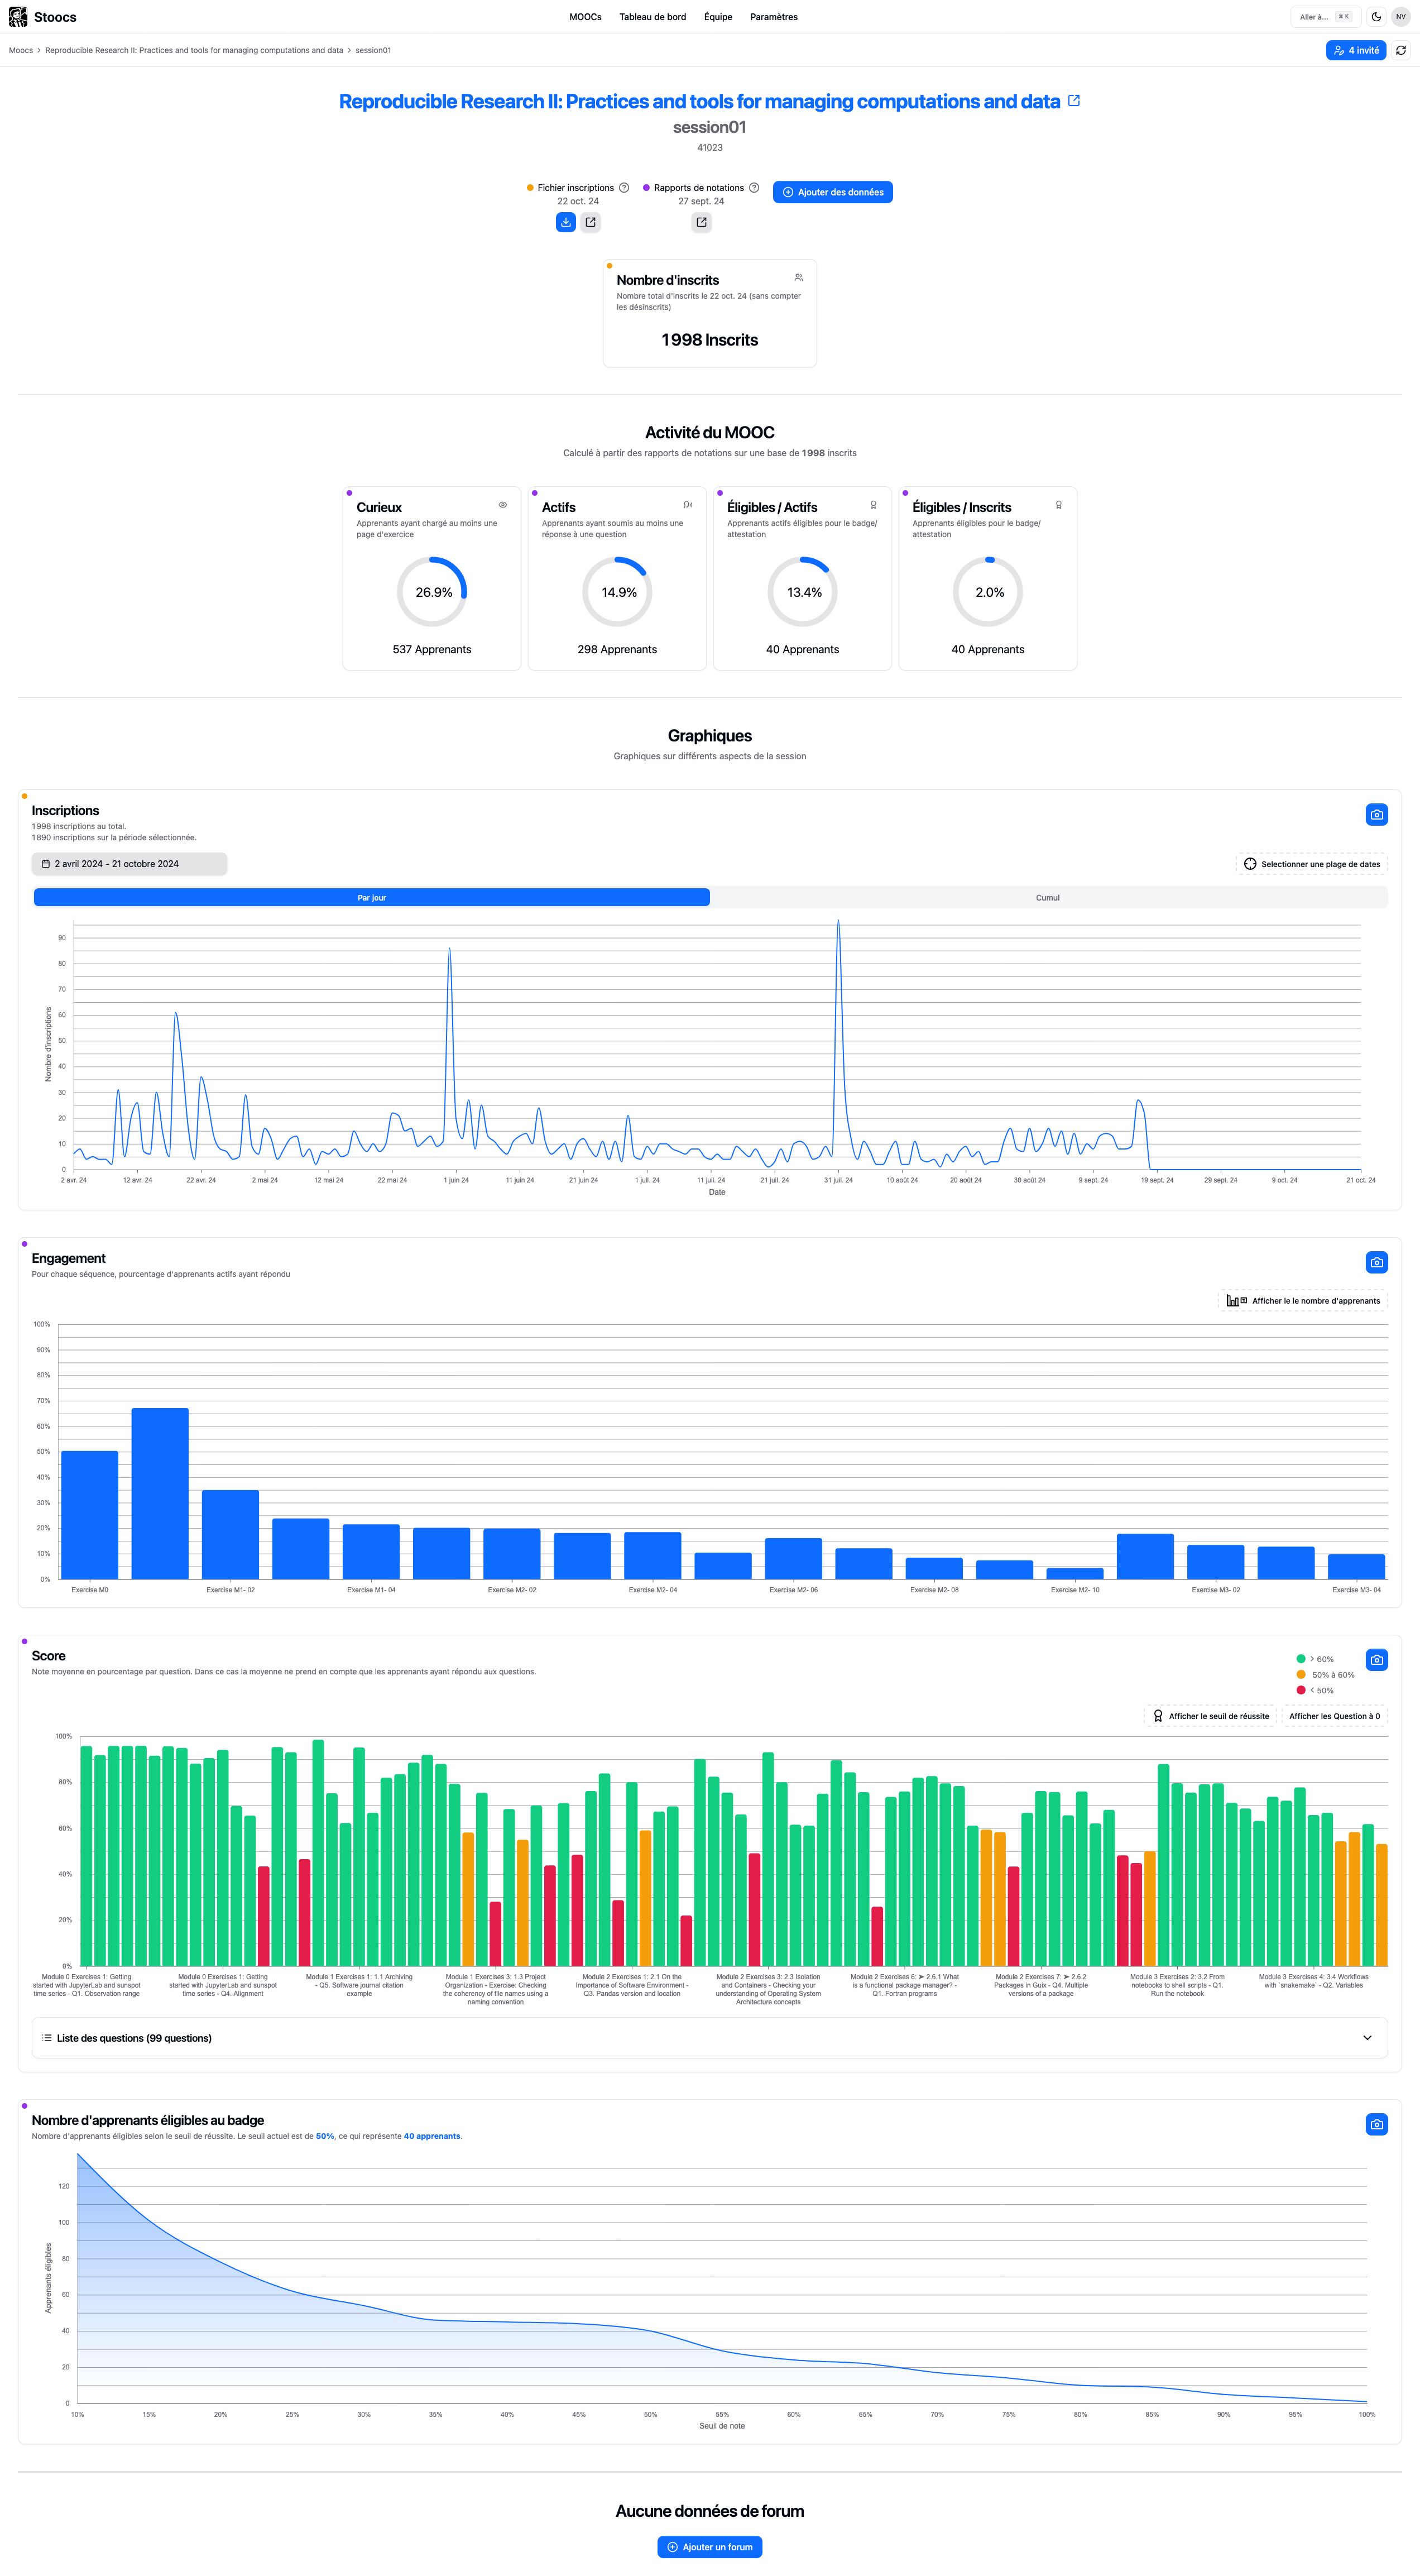 Stoocs
MOOCs Tableau de bord Équipe Paramètres
Aller à... ⌘ K NV
Moocs > Reproducible Research II: Practices and tools for managing computations and data > session01
4 invité
Reproducible Research II: Practices and tools for managing computations and data
session01
41023
Fichier inscriptions
22 oct. 24
Rapports de notations
27 sept. 24
Ajouter des données
Nombre d'inscrits
Nombre total d'inscrits le 22 oct. 24 (sans compter
les désinscrits)
1 998 Inscrits
Activité du MOOC
Calculé à partir des rapports de notations sur une base de 1 998 inscrits
Curieux
Apprenants ayant chargé au moins une
page d'exercice
26.9%
537 Apprenants
Actifs
Apprenants ayant soumis au moins une
réponse à une question
14.9%
298 Apprenants
Éligibles / Actifs
Apprenants actifs éligibles pour le badge/
attestation
13.4%
40 Apprenants
Éligibles / Inscrits
Apprenants éligibles pour le badge/
attestation
2.0%
40 Apprenants
Graphiques
Graphiques sur différents aspects de la session
Inscriptions
1998 inscriptions au total.
1890 inscriptions sur la période sélectionnée.
2 avril 2024 - 21 octobre 2024
Selectionner une plage de dates
Par jour
Cumul
90
80
70
60
50
40
30
20
10
0
Nombre d'inscriptions
2 avr. 24 12 avr. 24 22 avr. 24 2 mai 24 12 mai 24 22 mai 24 1 juin 24 11 juin 24 21 juin 24 1 juil. 24 11 juil. 24 21 juil. 24 31 juil. 24 10 août 24 20 août 24 30 août 24 9 sept. 24 19 sept. 24 29 sept. 24 9 oct. 24 21 oct. 24
Date
Engagement
Pour chaque séquence, pourcentage d'apprenants actifs ayant répondu
Afficher le le nombre d'apprenants
100%
90%
80%
70%
60%
50%
40%
30%
20%
10%
0%
Exercise M0 Exercise M1- 02 Exercise M1- 04 Exercise M2- 02 Exercise M2- 04 Exercise M2- 06 Exercise M2- 08 Exercise M2- 10 Exercise M3- 02 Exercise M3- 04
Score
Note moyenne en pourcentage par question. Dans ce cas la moyenne ne prend en compte que les apprenants ayant répondu aux questions.
> 60%
50% à 60%
< 50%
Afficher le seuil de réussite
Afficher les Question à 0
100%
80%
60%
40%
20%
0%
Module 0 Exercises 1: Getting
started with JupyterLab and sunspot
time series - Q1. Observation range
Module 0 Exercises 1: Getting
started with JupyterLab and sunspot
time series - Q4. Alignment
Module 1 Exercises 1: 1.1 Archiving
- Q5. Software journal citation
example
Module 1 Exercises 3: 1.3 Project
Organization - Exercise: Checking
the coherency of file names using a
naming convention
Module 2 Exercises 1: 2.1 On the
Importance of Software Environment -
Q3. Pandas version and location
Module 2 Exercises 3: 2.3 Isolation
and Containers - Checking your
understanding of Operating System
Architecture concepts
Module 2 Exercises 6: ➤ 2.6.1 What
is a functional package manager? -
Q1. Fortran programs
Module 2 Exercises 7: ➤ 2.6.2
Packages in Guix - Q4. Multiple
versions of a package
Module 3 Exercises 2: 3.2 From
notebooks to shell scripts - Q1.
Run the notebook
Module 3 Exercises 4: 3.4 Workflows
with `snakemake` - Q2. Variables
Liste des questions (99 questions)
Nombre d'apprenants éligibles au badge
Nombre d'apprenants éligibles selon le seuil de réussite. Le seuil actuel est de 50%, ce qui représente 40 apprenants.
120
100
80
60
40
20
0
Apprenants éligibles
10% 15% 20% 25% 30% 35% 40% 45% 50% 55% 60% 65% 70% 75% 80% 85% 90% 95% 100%
Seuil de note
Aucune données de forum
Ajouter un forum